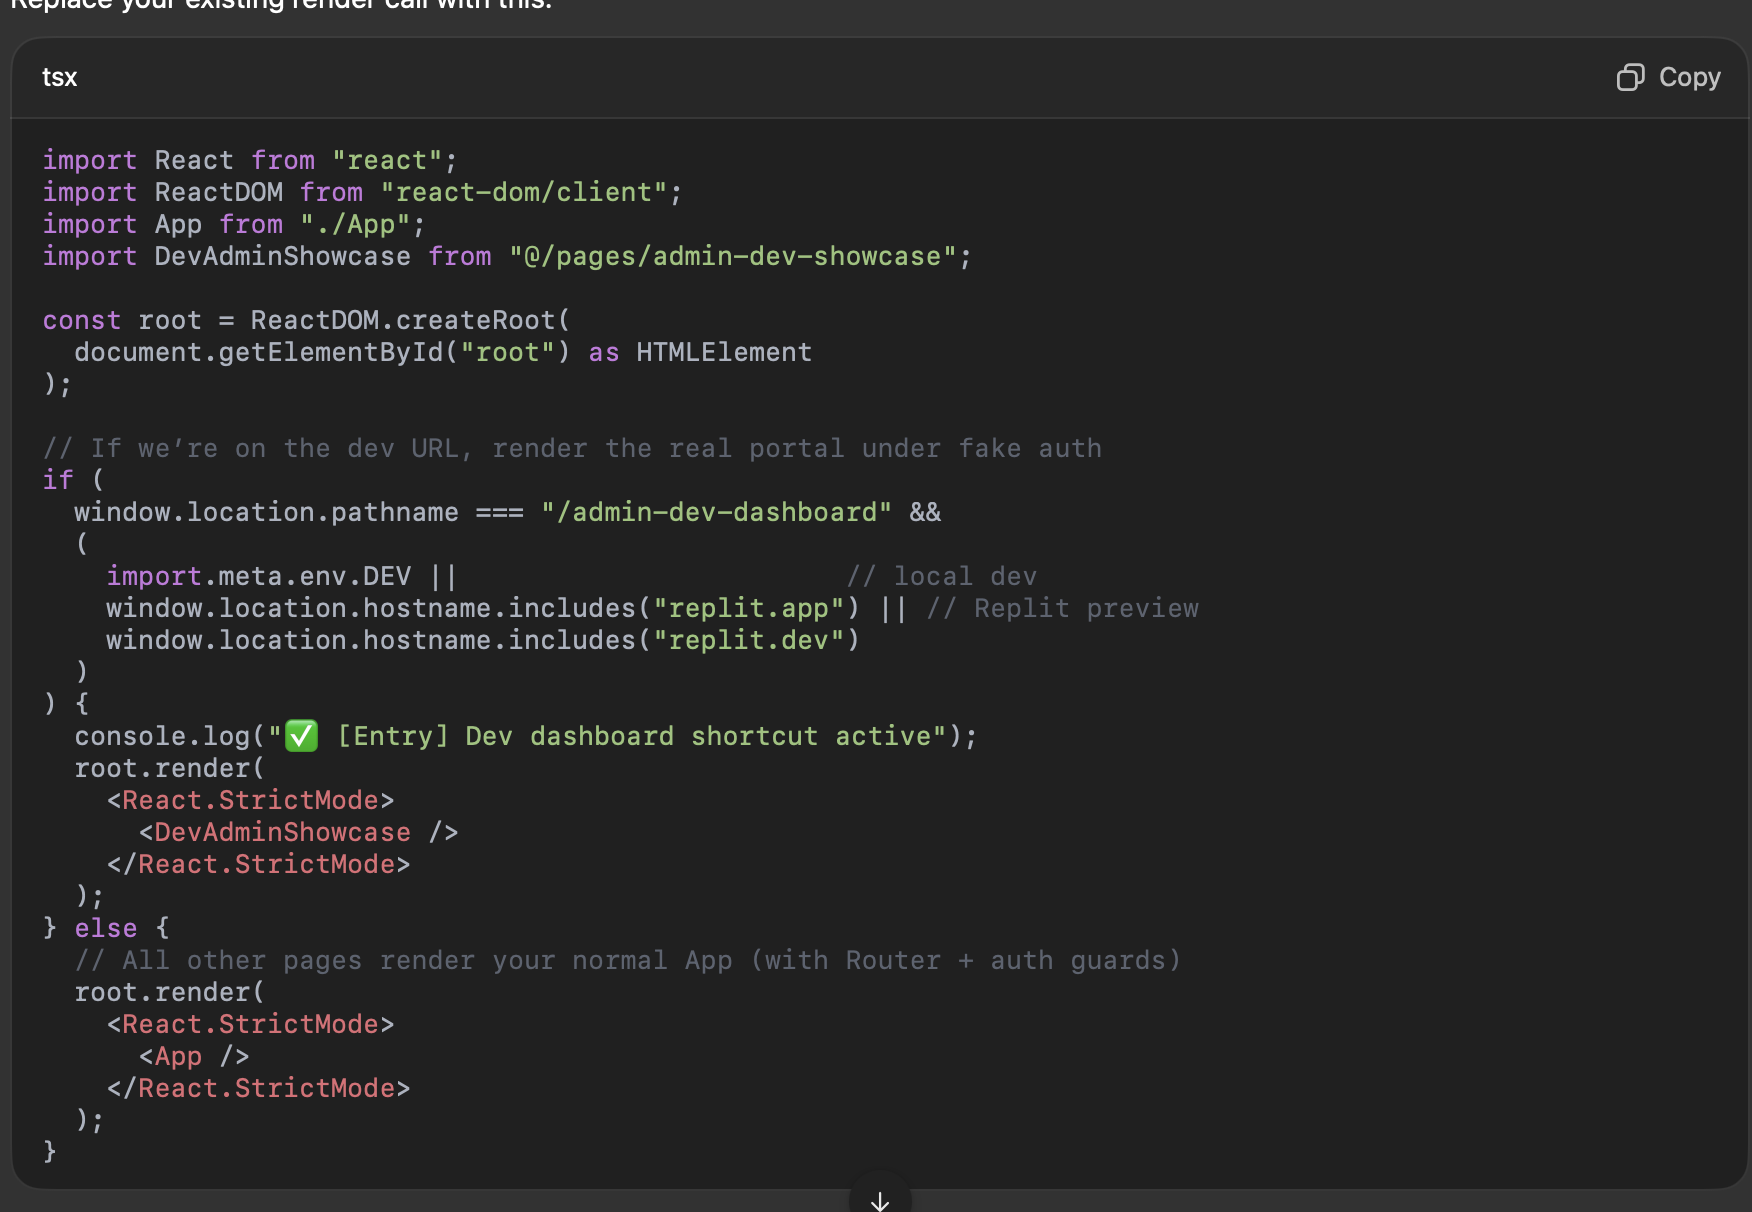 Replace your existing render call with this:
tsx
Copy
import React from "react";
import ReactDOM from "react-dom/client";
import App from "./App";
import DevAdminShowcase from "@/pages/admin-dev-showcase";
const root = ReactDOM.createRoot(
  document.getElementById("root") as HTMLElement
);
// If we’re on the dev URL, render the real portal under fake auth
if (
  window.location.pathname === "/admin-dev-dashboard" &&
  (
    import.meta.env.DEV ||                        // local dev
    window.location.hostname.includes("replit.app") || // Replit preview
    window.location.hostname.includes("replit.dev")
  )
) {
  console.log("✅ [Entry] Dev dashboard shortcut active");
  root.render(
    <React.StrictMode>
      <DevAdminShowcase />
    </React.StrictMode>
  );
} else {
  // All other pages render your normal App (with Router + auth guards)
  root.render(
    <React.StrictMode>
      <App />
    </React.StrictMode>
  );
}